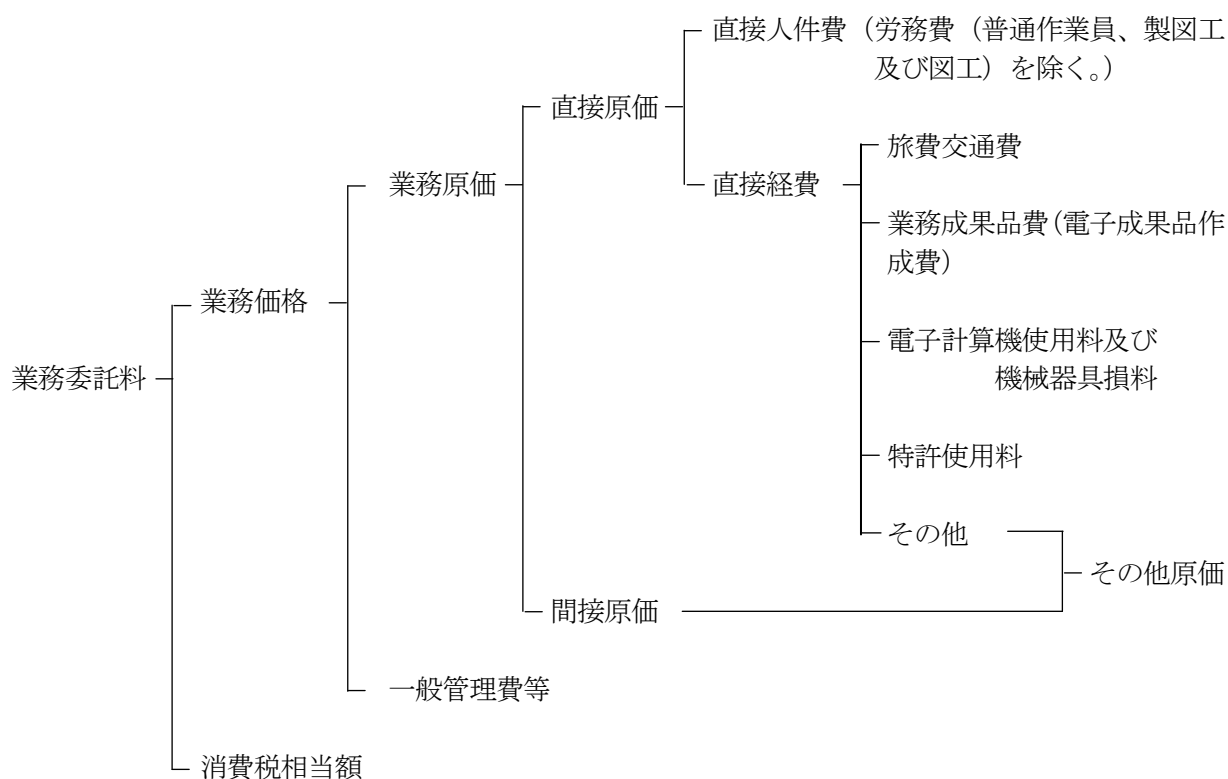 直接人件費（労務費（普通作業員、製図工
及び図工）を除く。）
直接原価
旅費交通費
業務原価
直接経費
業務成果品費（電子成果品作
成費）
業務価格
電子計算機使用料及び
機械器具損料
業務委託料
特許使用料
その他
その他原価
間接原価
一般管理費等
消費税相当額